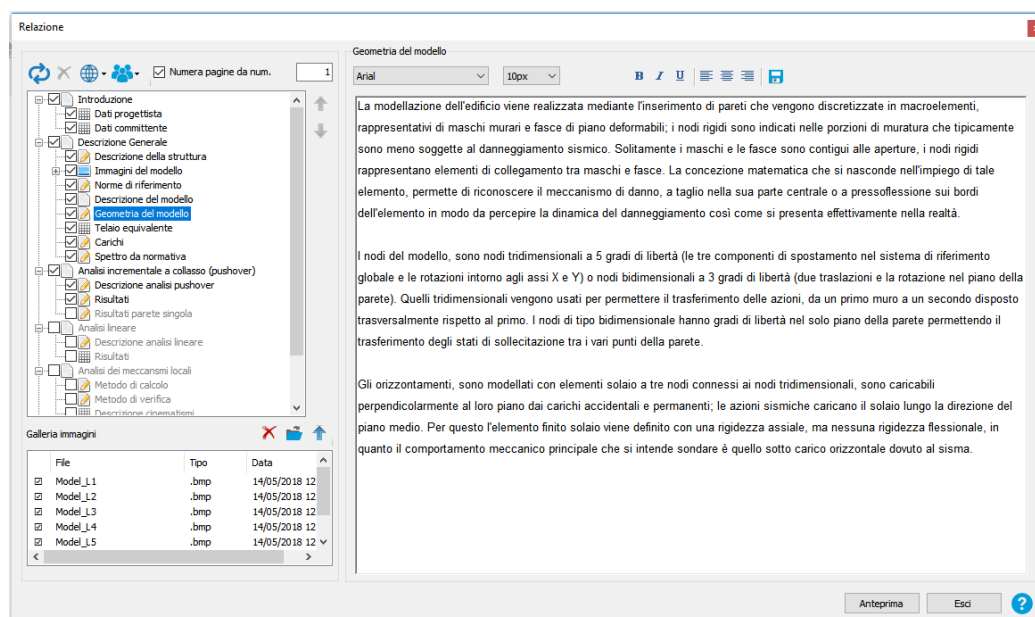 Relazione
Numera pagine da num. 1
Introduzione
Dati progettista
Dati committente
Descrizione Generale
Descrizione della struttura
Immagini del modello
Norme di riferimento
Descrizione del modello
Geometria del modello
Telaio equivalente
Carichi
Spettro da normativa
Analisi incrementale a collasso (pushover)
Descrizione analisi pushover
Risultati
Risultati parete singola
Analisi lineare
Descrizione analisi lineare
Risultati
Analisi dei meccansmi locali
Metodo di calcolo
Metodo di verifica
Descrizione cinematismi
Galleria immagini
File Tipo Data
Model_L1 .bmp 14/05/2018 12
Model_L2 .bmp 14/05/2018 12
Model_L3 .bmp 14/05/2018 12
Model_L4 .bmp 14/05/2018 12
Model_L5 .bmp 14/05/2018 12
Geometria del modello
Arial 10px B I U
La modellazione dell'edificio viene realizzata mediante l'inserimento di pareti che vengono discretizzate in macroelementi,
rappresentativi di maschi murari e fasce di piano deformabili; i nodi rigidi sono indicati nelle porzioni di muratura che tipicamente
sono meno soggette al danneggiamento sismico. Solitamente i maschi e le fasce sono contigui alle aperture, i nodi rigidi
rappresentano elementi di collegamento tra maschi e fasce. La concezione matematica che si nasconde nell'impiego di tale
elemento, permette di riconoscere il meccanismo di danno, a taglio nella sua parte centrale o a pressoflessione sui bordi
dell'elemento in modo da percepire la dinamica del danneggiamento così come si presenta effettivamente nella realtà.
I nodi del modello, sono nodi tridimensionali a 5 gradi di libertà (le tre componenti di spostamento nel sistema di riferimento
globale e le rotazioni intorno agli assi X e Y) o nodi bidimensionali a 3 gradi di libertà (due traslazioni e la rotazione nel piano della
parete). Quelli tridimensionali vengono usati per permettere il trasferimento delle azioni, da un primo muro a un secondo disposto
trasversalmente rispetto al primo. I nodi di tipo bidimensionale hanno gradi di libertà nel solo piano della parete permettendo il
trasferimento degli stati di sollecitazione tra i vari punti della parete.
Gli orizzontamenti, sono modellati con elementi solaio a tre nodi connessi ai nodi tridimensionali, sono caricabili
perpendicolarmente al loro piano dai carichi accidentali e permanenti; le azioni sismiche caricano il solaio lungo la direzione del
piano medio. Per questo l'elemento finito solaio viene definito con una rigidezza assiale, ma nessuna rigidezza flessionale, in
quanto il comportamento meccanico principale che si intende sondare è quello sotto carico orizzontale dovuto al sisma.
Anteprima Esci ?